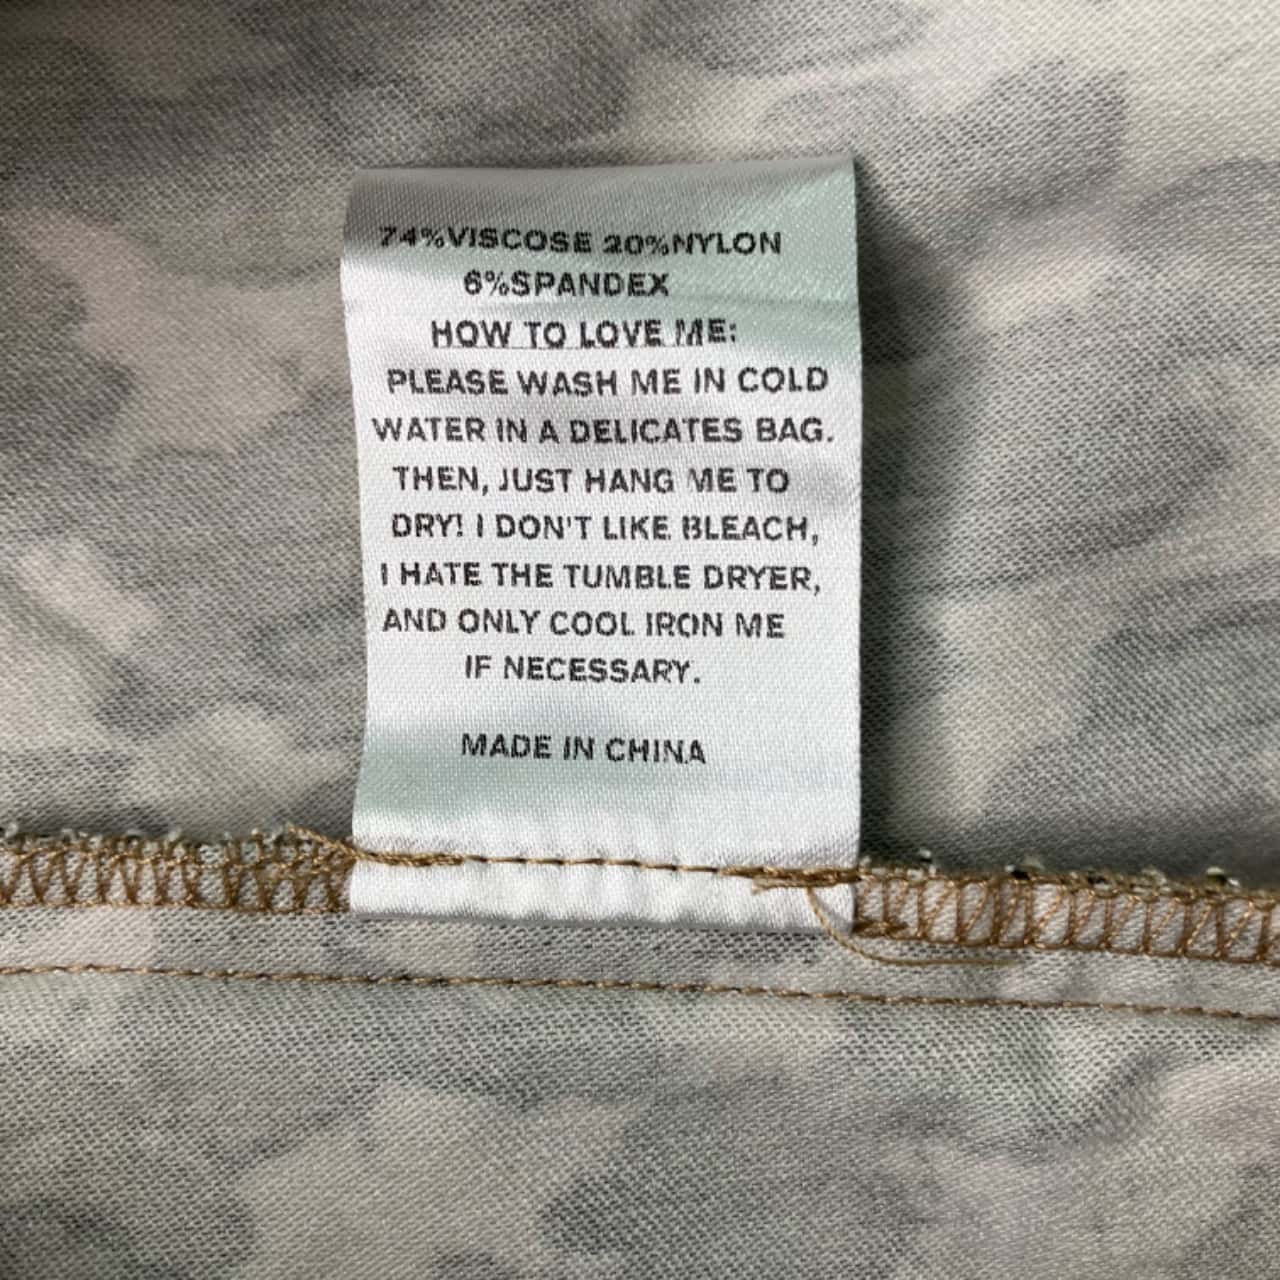 74%VISCOSE 20%NYLON
6%SPANDEX
HOW TO LOVE ME:
PLEASE WASH ME IN COLD
WATER IN A DELICATES BAG.
THEN, JUST HANG ME TO
DRY! I DON'T LIKE BLEACH,
I HATE THE TUMBLE DRYER,
AND ONLY COOL IRON ME
IF NECESSARY.
MADE IN CHINA